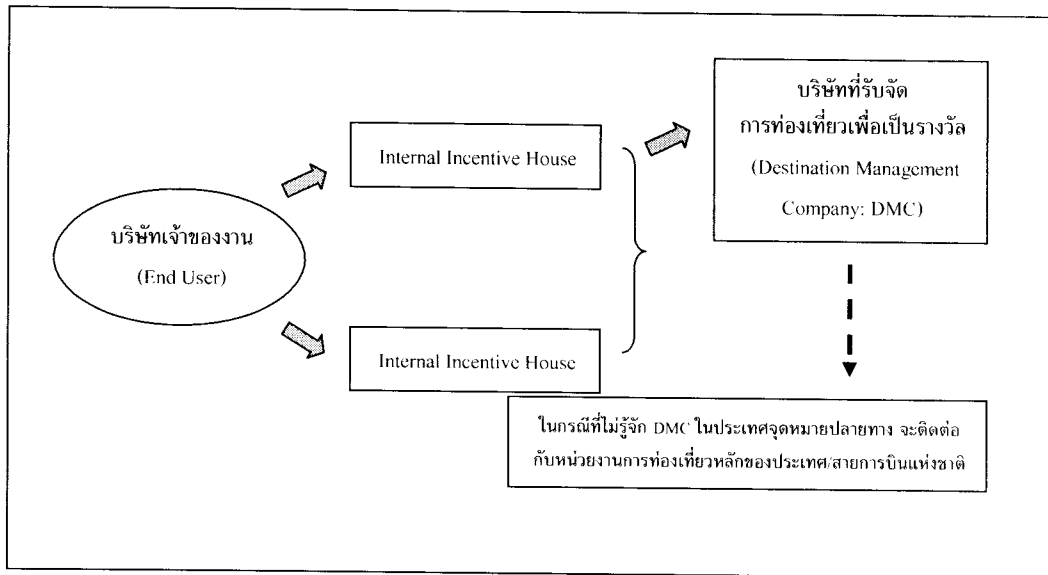 บริษัทเจ้าของงาน
(End User)
Internal Incentive House
Internal Incentive House
บริษัทที่รับจัด
การท่องเที่ยวเพื่อเป็นรางวัล
(Destination Management
Company: DMC)
ในกรณีที่ไม่รู้จัก DMC ในประเทศจุดหมายปลายทาง จะติดต่อ
กับหน่วยงานการท่องเที่ยวหลักของประเทศ/สายการบินแห่งชาติ